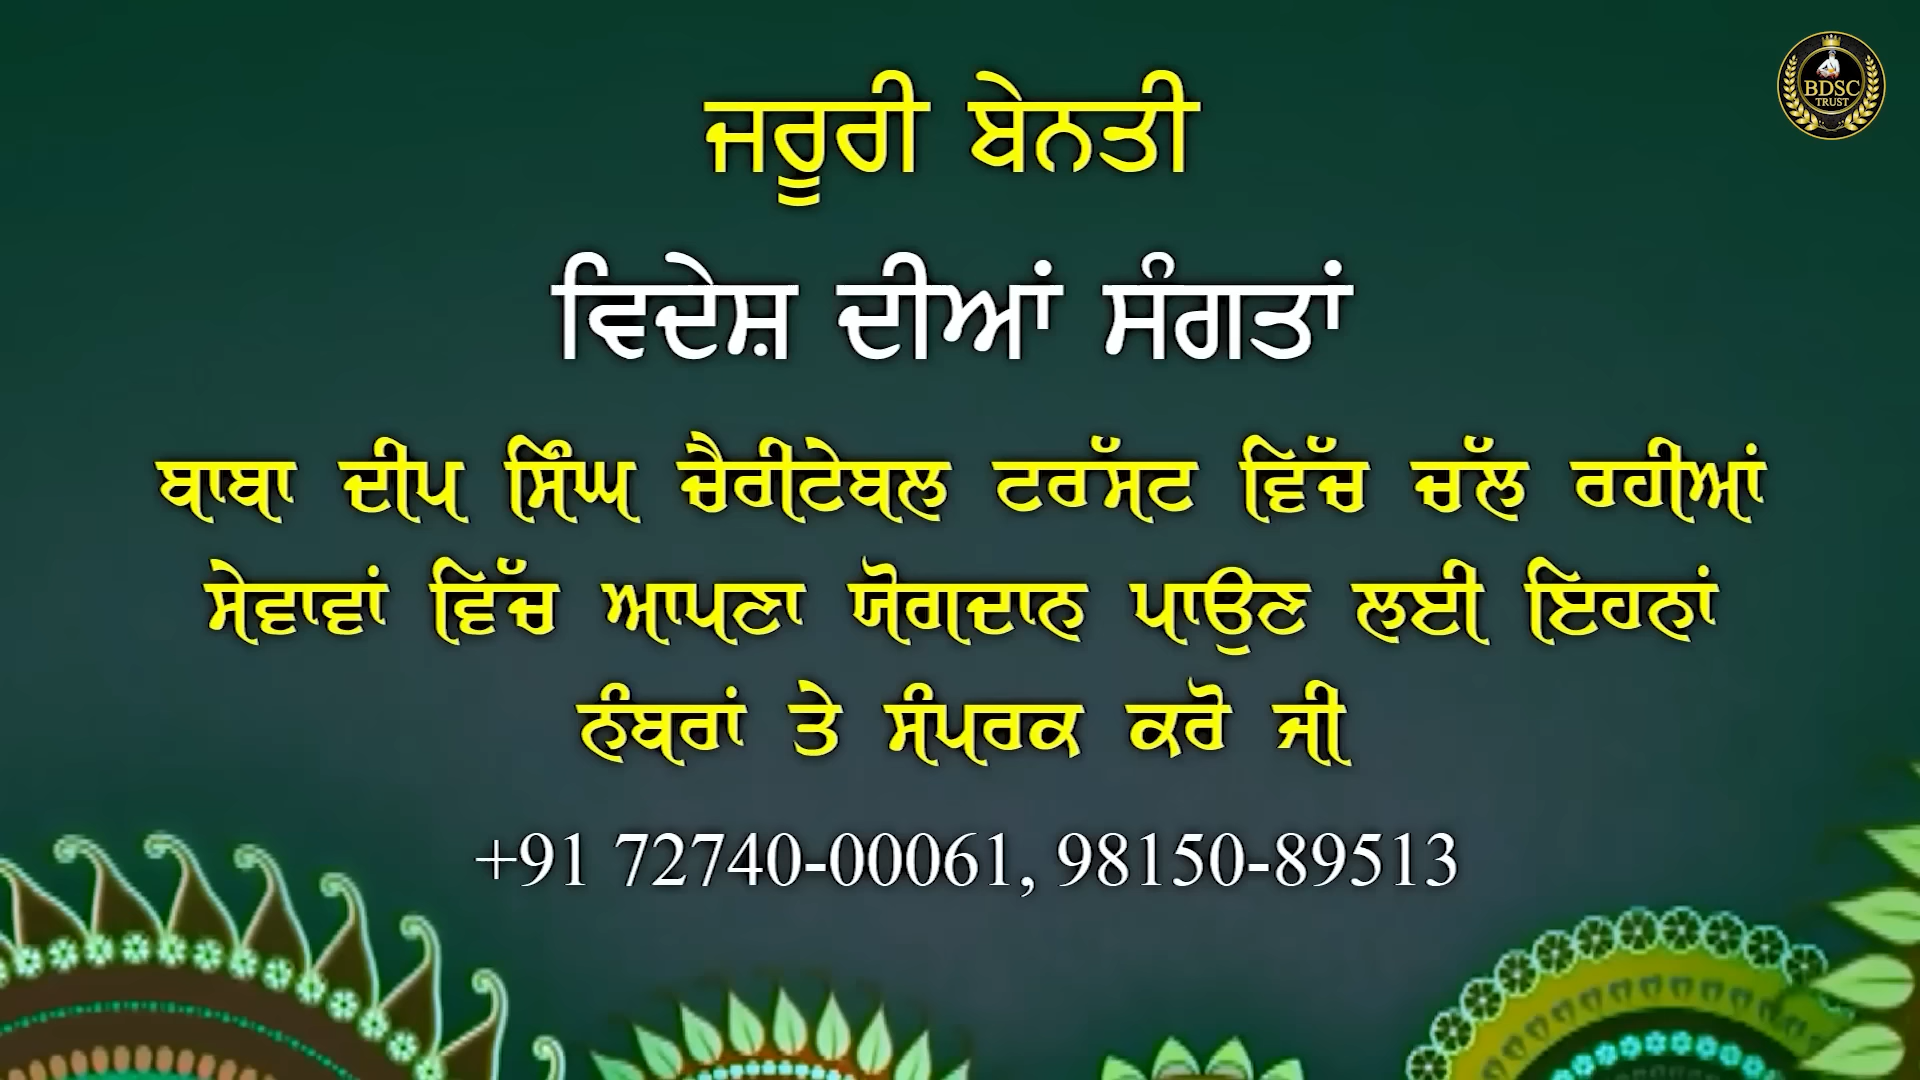 BDSC
TRUST
ਜਰੂਰੀ ਬੇਨਤੀ
ਵਿਦੇਸ਼ ਦੀਆਂ ਸੰਗਤਾਂ
ਬਾਬਾ ਦੀਪ ਸਿੰਘ ਚੈਰੀਟੇਬਲ ਟਰੱਸਟ ਵਿੱਚ ਚੱਲ ਰਹੀਆਂ
ਸੇਵਾਵਾਂ ਵਿੱਚ ਆਪਣਾ ਯੋਗਦਾਨ ਪਾਉਣ ਲਈ ਇਹਨਾਂ
ਨੰਬਰਾਂ ਤੇ ਸੰਪਰਕ ਕਰੋ ਜੀ
+91 72740-00061, 98150-89513